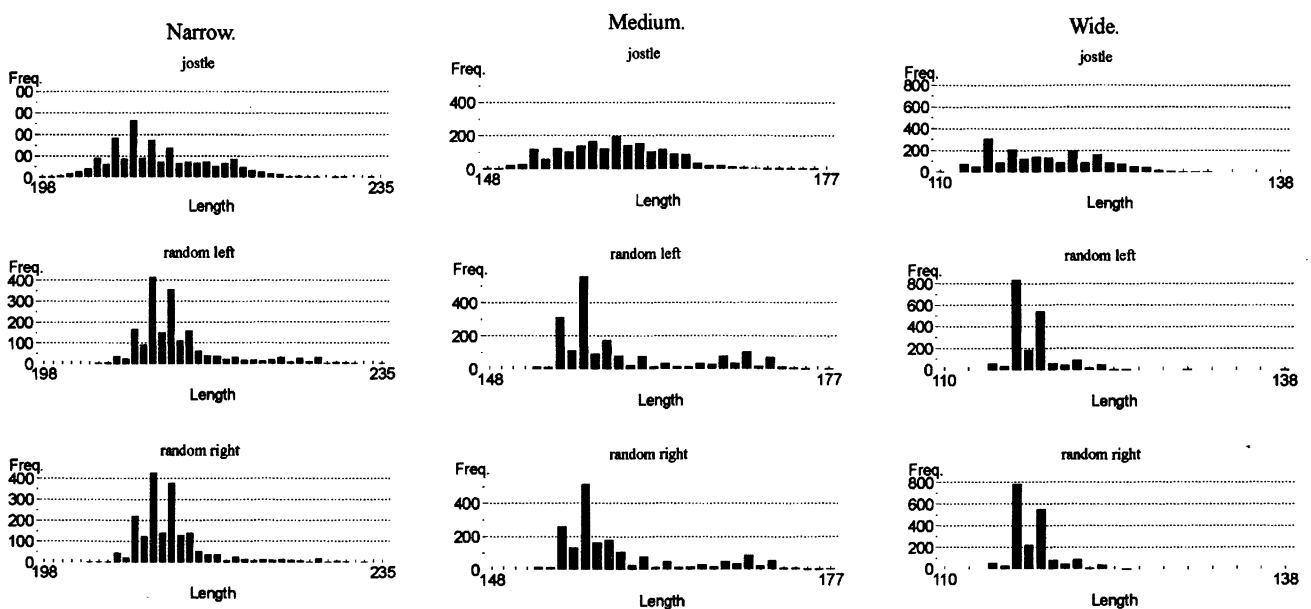 Narrow.
jostle
Freq.
00
00
00
00
0
198 235
Length
Medium.
jostle
Freq.
400
200
0
148 177
Length
Wide.
jostle
Freq.
800
600
400
200
0
110 138
Length
random left
Freq.
400
300
200
100
0
198 235
Length
random left
Freq.
400
200
0
148 177
Length
random left
Freq.
800
600
400
200
0
110 138
Length
random right
Freq.
400
300
200
100
0
198 235
Length
random right
Freq.
400
200
0
148 177
Length
random right
Freq.
800
600
400
200
0
110 138
Length